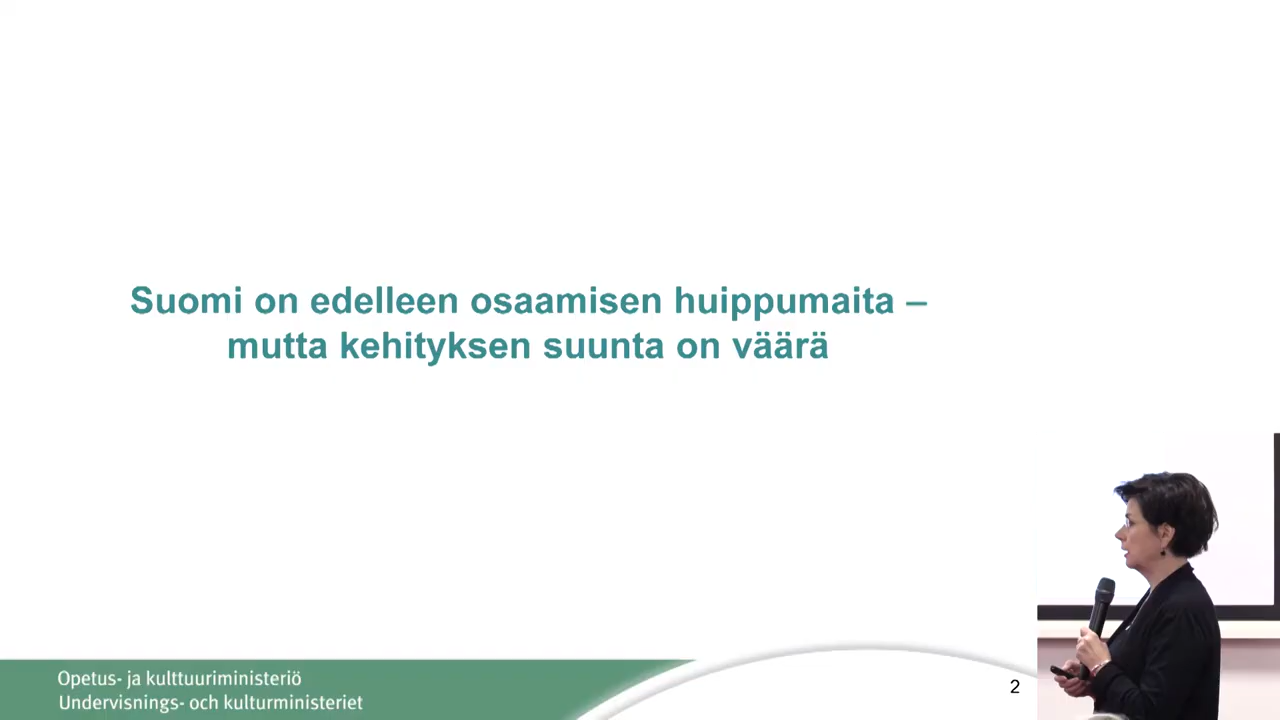 Suomi on edelleen osaamisen huippumaita –
mutta kehityksen suunta on väärä
Opetus- ja kulttuuriministeriö
Undervisnings- och kulturministeriet
2